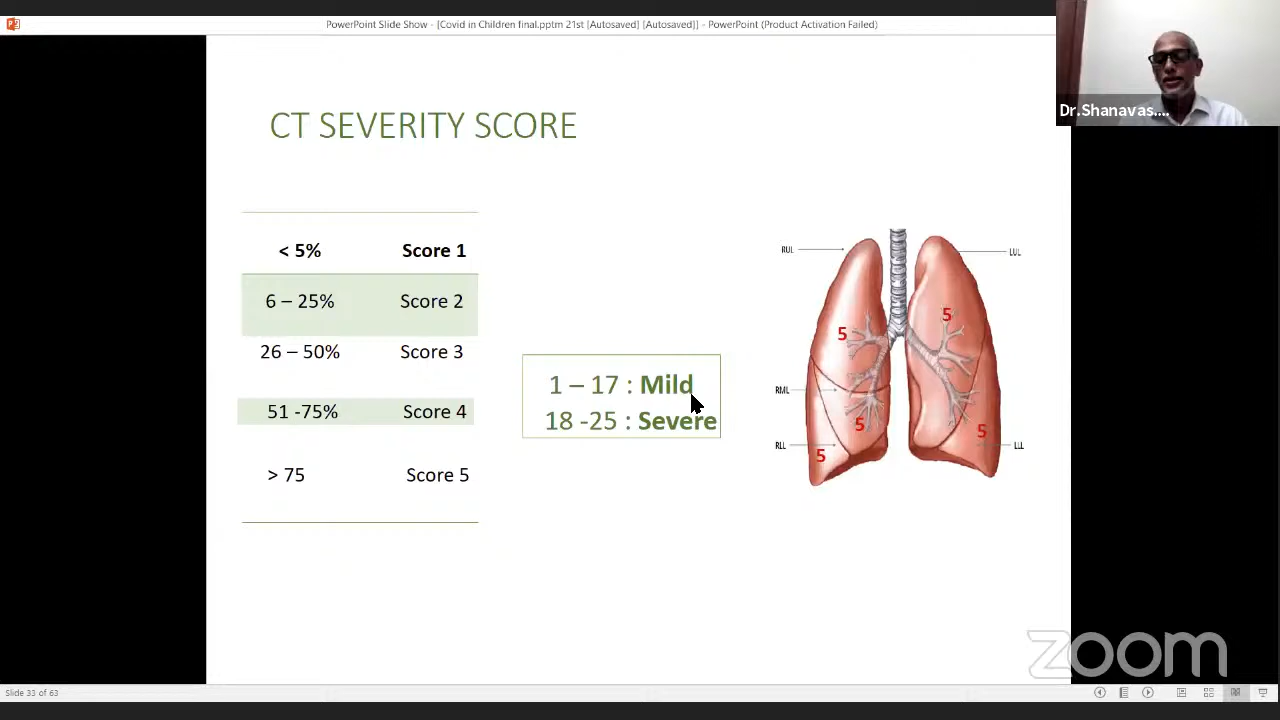 PowerPoint Slide Show - [Covid in Children final.pptm 21st [Autosaved] [Autosaved]] - PowerPoint (Product Activation Failed)
Dr.Shanavas....
CT SEVERITY SCORE
< 5% Score 1
6 – 25% Score 2
26 – 50% Score 3
51 -75% Score 4
> 75 Score 5
1 – 17 : Mild
18 -25 : Severe
RUL LUL
5 5
RML
5 5
RLL LLL
5
zoom
Slide 33 of 63